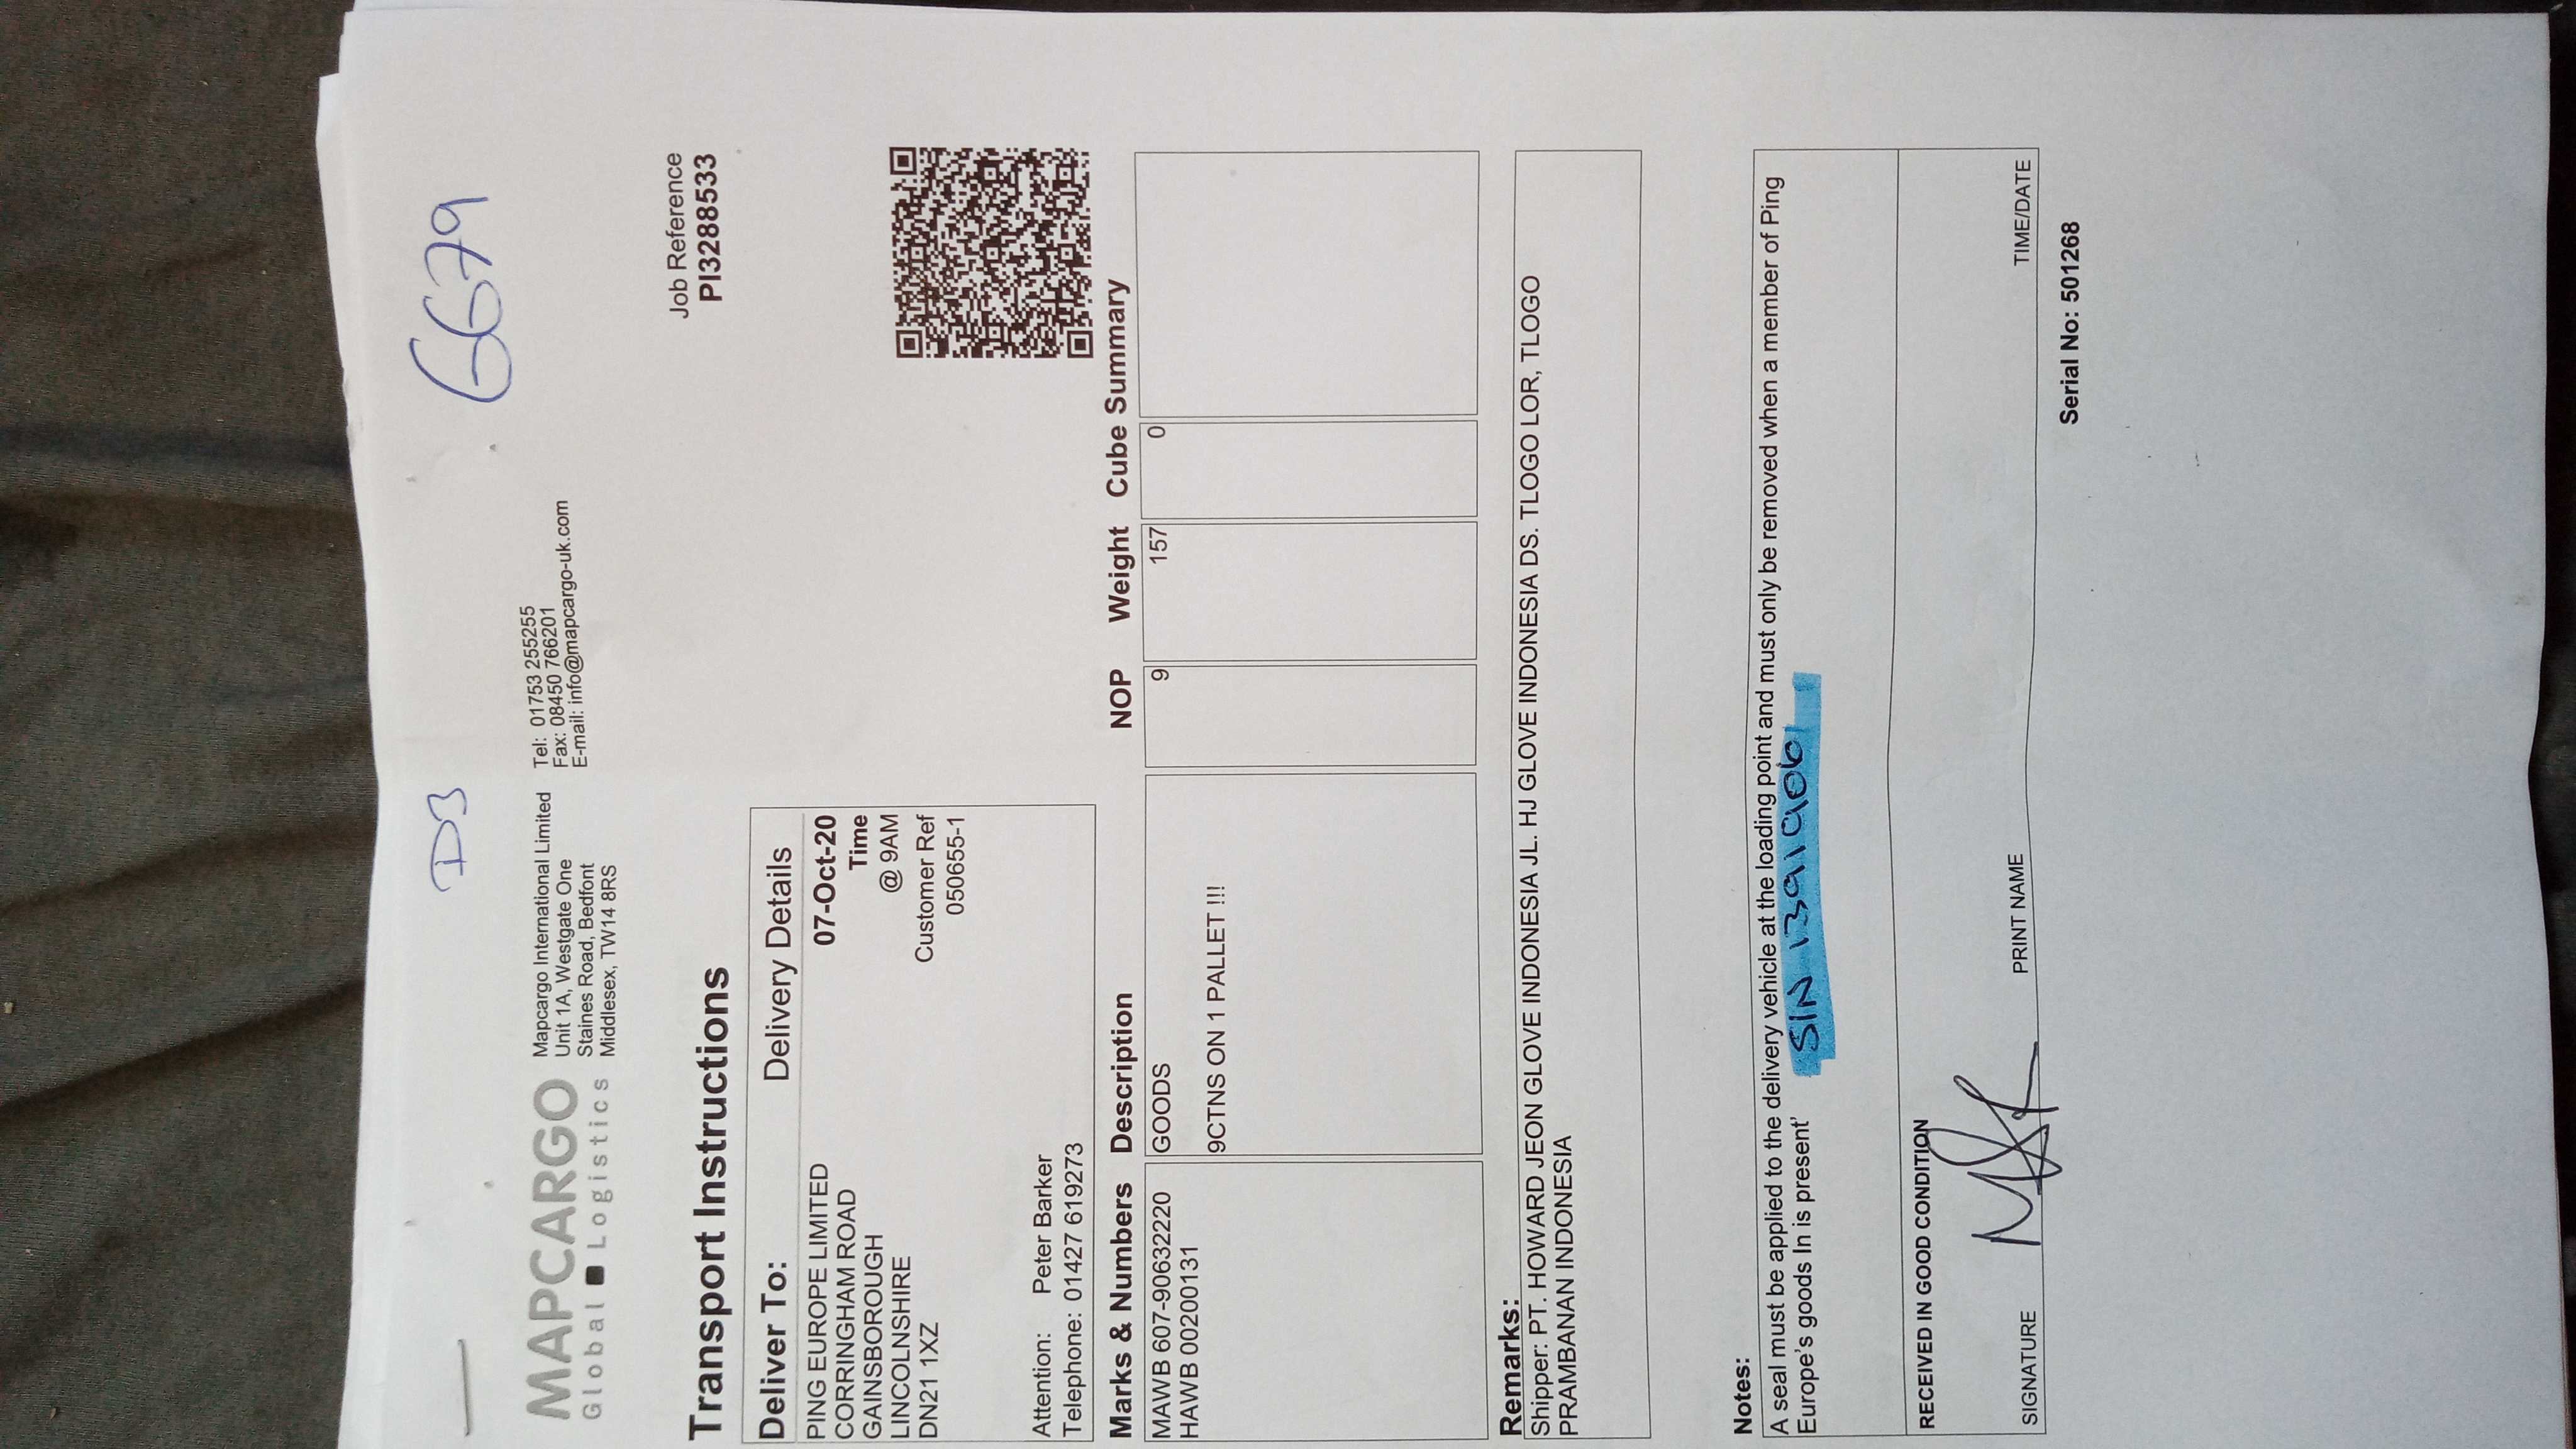 D3
6679
MAPCARGO
Global Logistics
Mapcargo International Limited
Unit 1A, Westgate One
Staines Road, Bedfont
Middlesex, TW14 8RS
Tel: 01753 255255
Fax: 08450 766201
E-mail: info@mapcargo-uk.com
Transport Instructions
Job Reference
PI3288533
Deliver To:
PING EUROPE LIMITED
CORRINGHAM ROAD
GAINSBOROUGH
LINCOLNSHIRE
DN21 1XZ
Attention: Peter Barker
Telephone: 01427 619273
Delivery Details
07-Oct-20
Time
@ 9AM
Customer Ref
0506555-1
Marks & Numbers Description NOP Weight Cube Summary
MAWB 607-90632220 GOODS 9 157 0
HAWB 00200131 9CTNS ON 1 PALLET !!!
Remarks:
Shipper: PT. HOWARD JEON GLOVE INDONESIA JL. HJ GLOVE INDONESIA DS. TLOGO LOR, TLOGO
PRAMBANAN INDONESIA
Notes:
A seal must be applied to the delivery vehicle at the loading point and must only be removed when a member of Ping
Europe's goods In is present'
RECEIVED IN GOOD CONDITION
SIGNATURE PRINT NAME TIME/DATE
Serial No: 501268